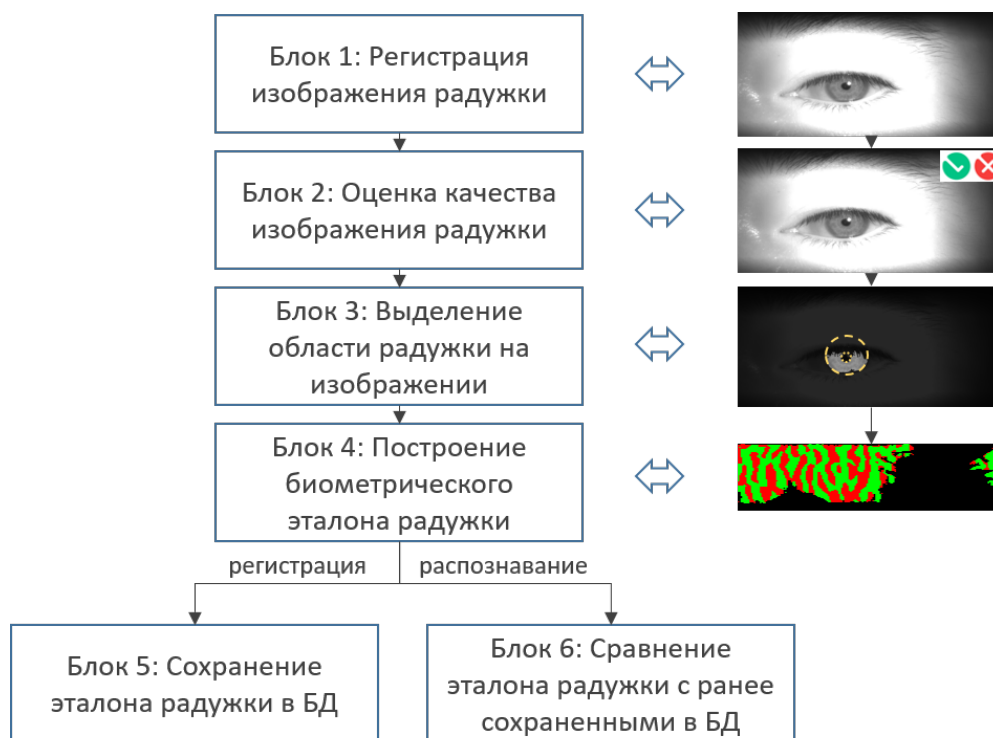 Блок 1: Регистрация
изображения радужки
Блок 2: Оценка качества
изображения радужки
Блок 3: Выделение
области радужки на
изображении
Блок 4: Построение
биометрического
эталона радужки
регистрация
распознавание
Блок 5: Сохранение
эталона радужки в БД
Блок 6: Сравнение
эталона радужки с ранее
сохраненными в БД